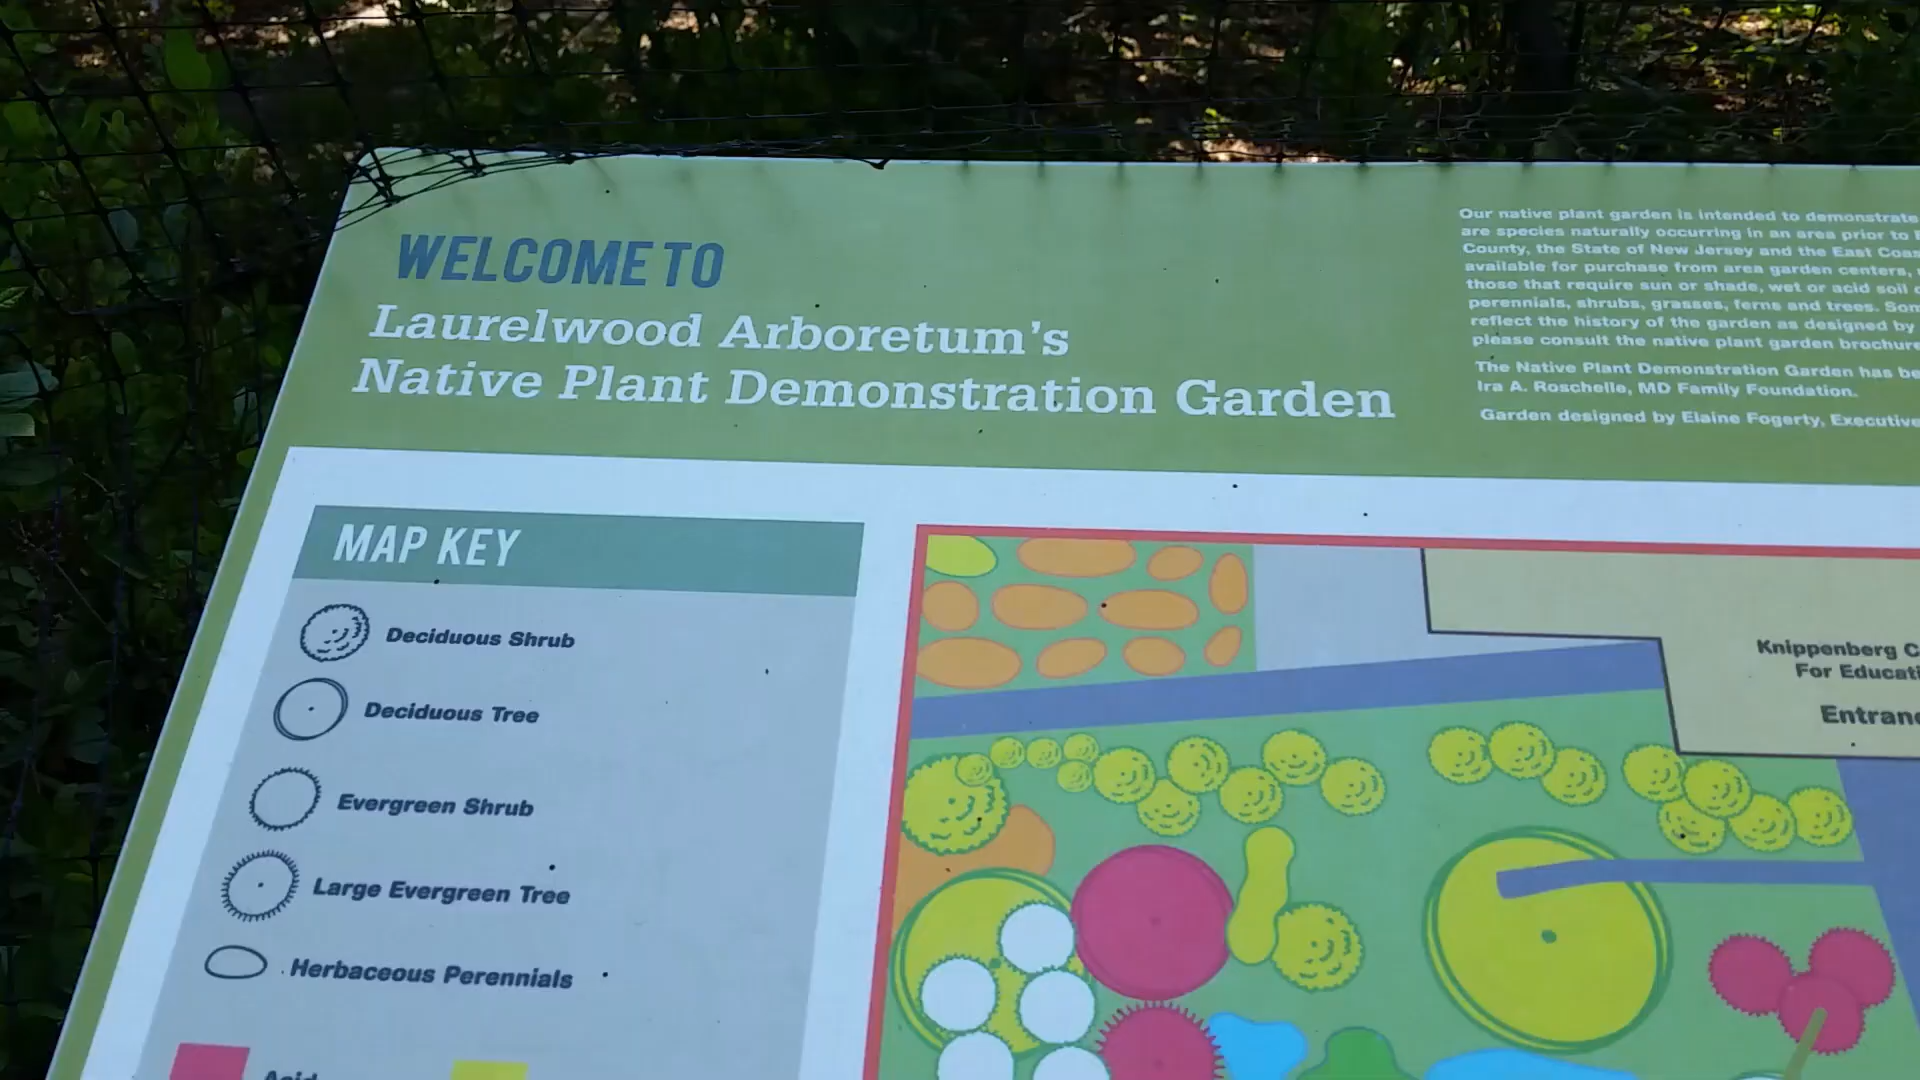 WELCOME TO
Laurelwood Arboretum's
Native Plant Demonstration Garden
Our native plant garden is intended to demonstrate
are species naturally occurring in an area prior to
County, the State of New Jersey and the East
available for purchase from area garden centers,
those that require sun or shade, wet or acid soil
perennials, shrubs, grasses, ferns and trees.
reflect the history of the garden as designed by
please consult the native plant garden brochure
The Native Plant Demonstration Garden has
Ira A. Roschelle, MD Family Foundation.
Garden designed by Elaine Fogerty, Executive
MAP KEY
Deciduous Shrub
Deciduous Tree
Evergreen Shrub
Large Evergreen Tree
Herbaceous Perennials
Acid
Knippenberg
For